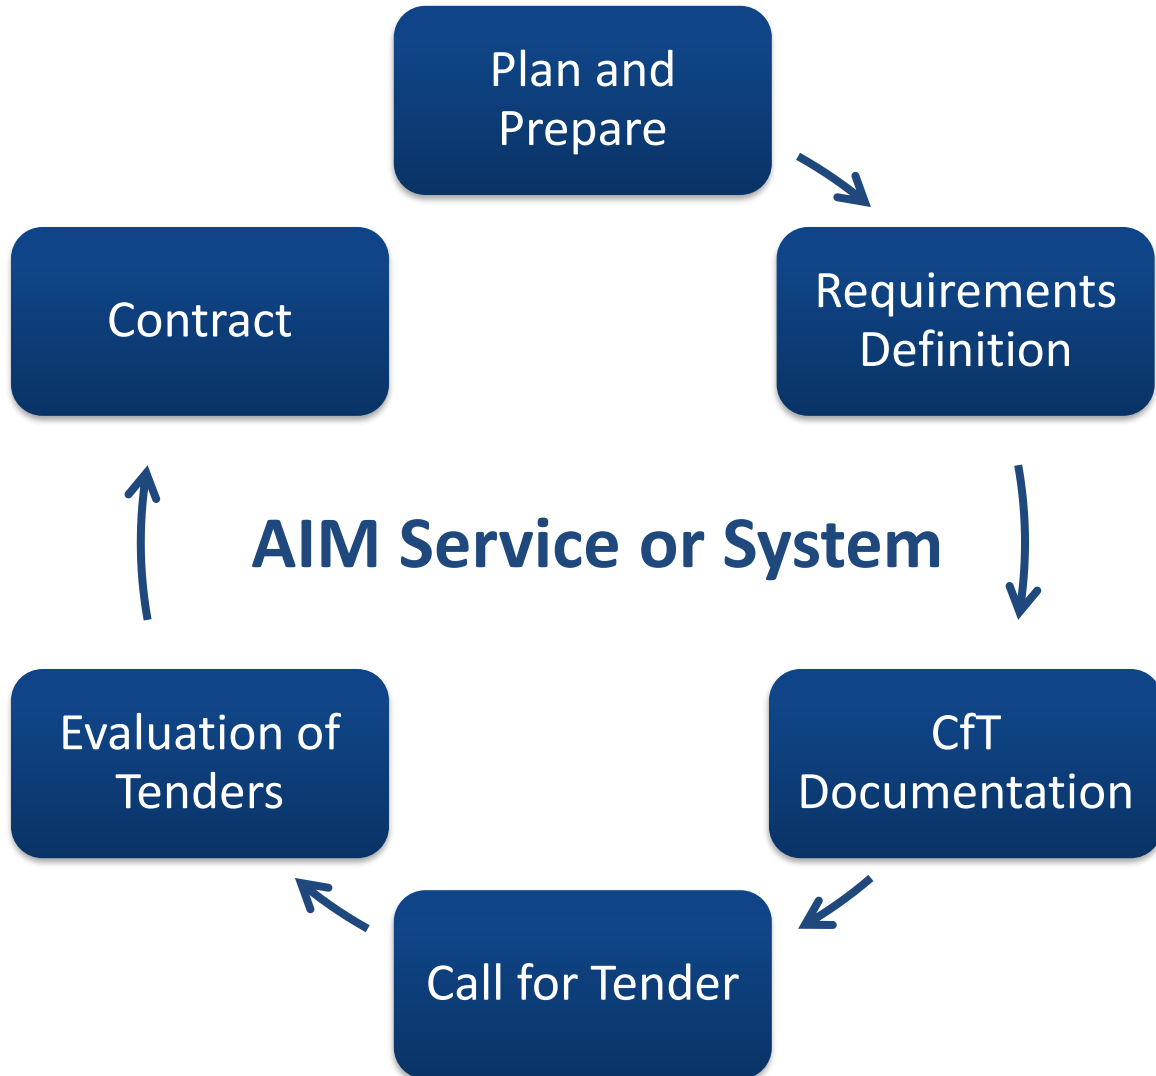 Plan and
Prepare
Requirements
Definition
CfT
Documentation
Call for Tender
Evaluation of
Tenders
Contract
AIM Service or System